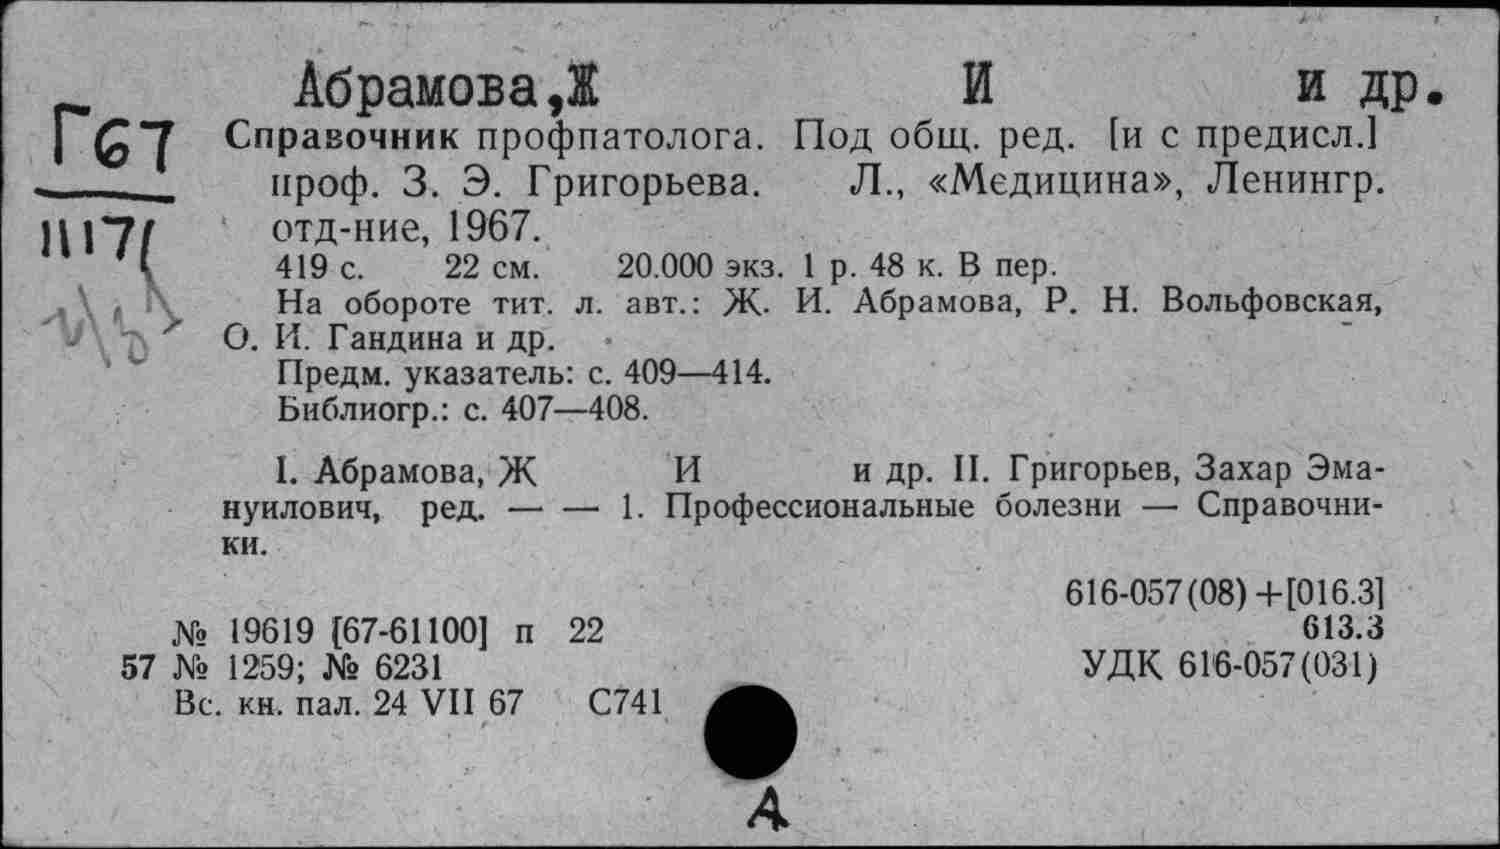 Абрамова,Ж И и др.
Г67
Справочник профпатолога. Под общ. ред. [и с предисл.]
проф. З. Э. Григорьева. Л., «Медицина», Ленингр.
отд-ние, 1967.
419 с. 22 см. 20.000 экз. 1 р. 48 к. В пер.
На обороте тит. л. авт.: Ж. И. Абрамова, Р. Н. Вольфовская,
О. И. Гандина и др.
Предм. указатель: с. 409—414.
Библиогр.: с. 407—408.
I. Абрамова, Ж И и др. II. Григорьев, Захар Эма-
нуилович, ред. — — 1. Профессиональные болезни — Справочни-
ки.
616-057(08)+[016.3]
№ 19619 [67-61100] п 22 613.3
57 № 1259; № 6231 УДК 616-057(031)
Вс. кн. пал. 24 VII 67 С741
А